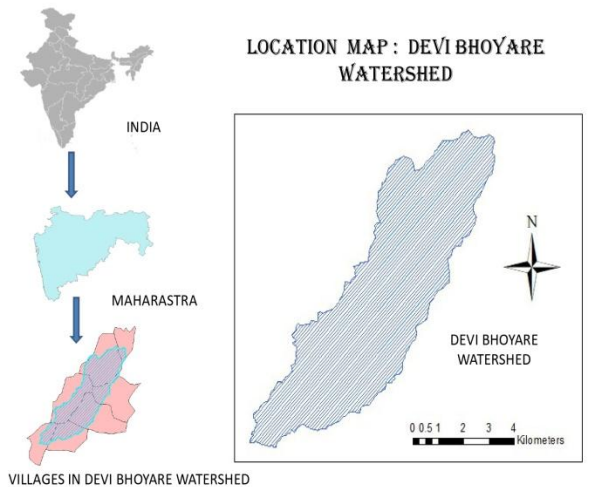 LOCATION MAP : DEVI BHOYARE
WATERSHED
INDIA
MAHARASTRA
VILLAGES IN DEVI BHOYARE WATERSHED
N
DEVI BHOYARE
WATERSHED
0 0.5 1 2 3 4
Kilometers